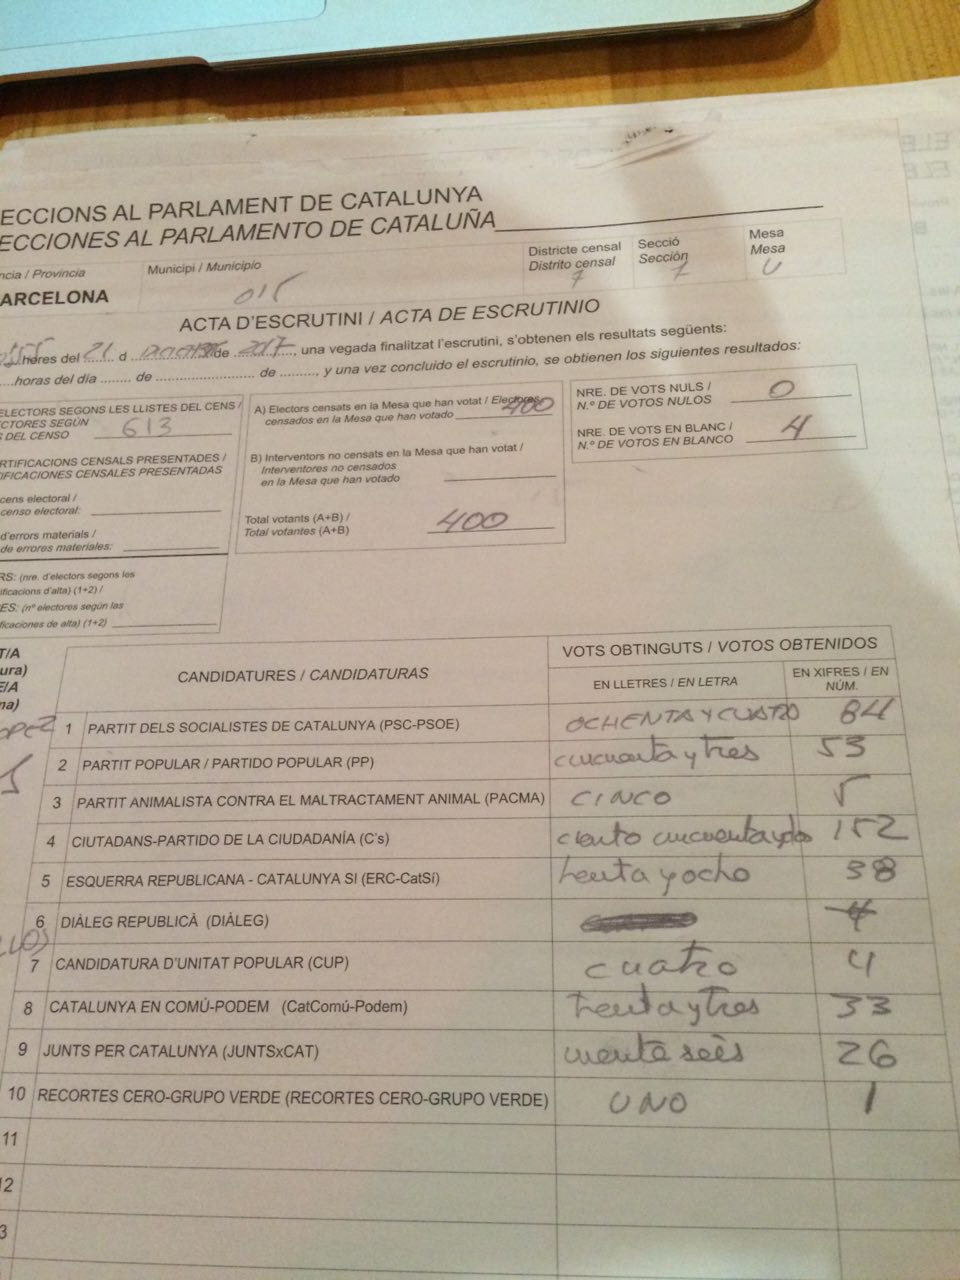 ECCIONS AL PARLAMENT DE CATALUNYA
ECCIONES AL PARLAMENTO DE CATALUÑA
ncia / Provincia
ARCELONA
Municipi / Municipio
015
Districte censal
Distrito censal
7
Secció
Sección
7
Mesa
Mesa
U
ACTA D'ESCRUTINI / ACTA DE ESCRUTINIO
hores del 21 d de 2017, una vegada finalitzat l'escrutini, s'obtenen els resultats següents:
horas del día ....... de ............................ de ........., y una vez concluido el escrutinio, se obtienen los siguientes resultados:
ELECTORS SEGONS LES LLISTES DEL CENS /
CTORES SEGÚN
S DEL CENSO 613
RTIFICACIONS CENSALS PRESENTADES /
IFICACIONES CENSALES PRESENTADAS
cens electoral /
censo electoral:
d'errors materials /
de errores materiales:
RS: (nre. d'electors segons les
ificacions d'alta) (1+2) /
ES: (nº electores según las
ificaciones de alta) (1+2)
A) Electors censats en la Mesa que han votat / Electores
censados en la Mesa que han votado 400
B) Interventors no censats en la Mesa que han votat /
Interventores no censados
en la Mesa que han votado
Total votants (A+B) /
Total votantes (A+B) 400
NRE. DE VOTS NULS /
N.º DE VOTOS NULOS 0
NRE. DE VOTS EN BLANC /
N.º DE VOTOS EN BLANCO 4
T/A
ura)
E/A
na)
CANDIDATURES / CANDIDATURAS
VOTS OBTINGUTS / VOTOS OBTENIDOS
EN LLETRES / EN LETRA
EN XIFRES / EN
NÚM.
1 PARTIT DELS SOCIALISTES DE CATALUNYA (PSC-PSOE) OCHENTA Y CUATRO 84
2 PARTIT POPULAR / PARTIDO POPULAR (PP) cincuenta y tres 53
3 PARTIT ANIMALISTA CONTRA EL MALTRACTAMENT ANIMAL (PACMA) CINCO 5
4 CIUTADANS-PARTIDO DE LA CIUDADANÍA (C's) ciento cincuenta y dos 152
5 ESQUERRA REPUBLICANA - CATALUNYA SI (ERC-CatSí) treinta y ocho 38
6 DIÀLEG REPUBLICÀ (DIÀLEG) 4
7 CANDIDATURA D'UNITAT POPULAR (CUP) cuatro 4
8 CATALUNYA EN COMÚ-PODEM (CatComú-Podem) treinta y tres 33
9 JUNTS PER CATALUNYA (JUNTSxCAT) seis 26
10 RECORTES CERO-GRUPO VERDE (RECORTES CERO-GRUPO VERDE) UNO 1
11
12
3